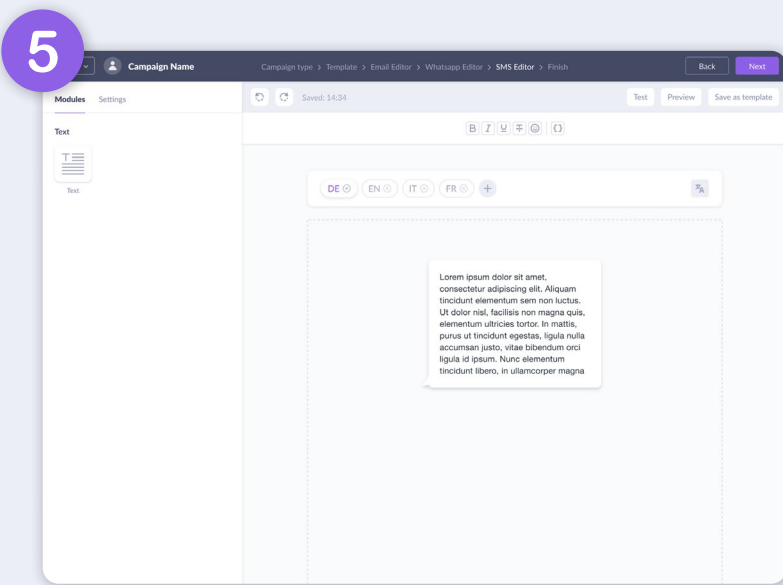 5
Campaign Name
Campaign type > Template > Email Editor > Whatsapp Editor > SMS Editor > Finish
Back
Next
Modules
Settings
Saved: 14:34
Test
Preview
Save as template
B I U T {}
Text
T
Text
DE
EN
IT
FR
+
Lorem ipsum dolor sit amet,
consectetur adipiscing elit. Aliquam
tincidunt elementum sem non luctus.
Ut dolor nisl, facilisis non magna quis,
elementum ultricies tortor. In mattis,
purus ut tincidunt egestas, ligula nulla
accumsan justo, vitae bibendum orci
ligula id ipsum. Nunc elementum
tincidunt libero, in ullamcorper magna